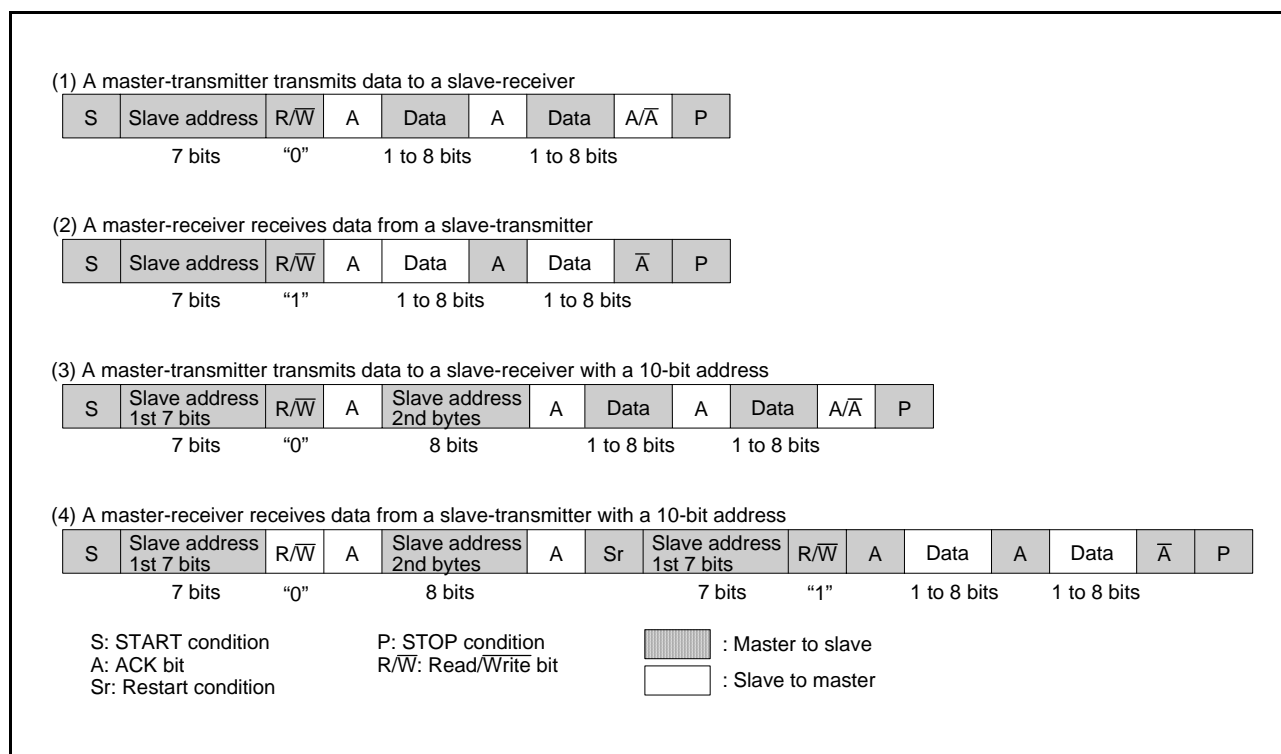 (1) A master-transmitter transmits data to a slave-receiver
S Slave address R/W̅ A Data A Data A/A̅ P
7 bits “0” 1 to 8 bits 1 to 8 bits
(2) A master-receiver receives data from a slave-transmitter
S Slave address R/W̅ A Data A Data A̅ P
7 bits “1” 1 to 8 bits 1 to 8 bits
(3) A master-transmitter transmits data to a slave-receiver with a 10-bit address
S Slave address 1st 7 bits R/W̅ A Slave address 2nd bytes A Data A Data A/A̅ P
7 bits “0” 8 bits 1 to 8 bits 1 to 8 bits
(4) A master-receiver receives data from a slave-transmitter with a 10-bit address
S Slave address 1st 7 bits R/W̅ A Slave address 2nd bytes A Sr Slave address 1st 7 bits R/W̅ A Data A Data A̅ P
7 bits “0” 8 bits 7 bits “1” 1 to 8 bits 1 to 8 bits
S: START condition
A: ACK bit
Sr: Restart condition
P: STOP condition
R/W̅: Read/W̅r̅i̅t̅e̅ bit
: Master to slave
: Slave to master